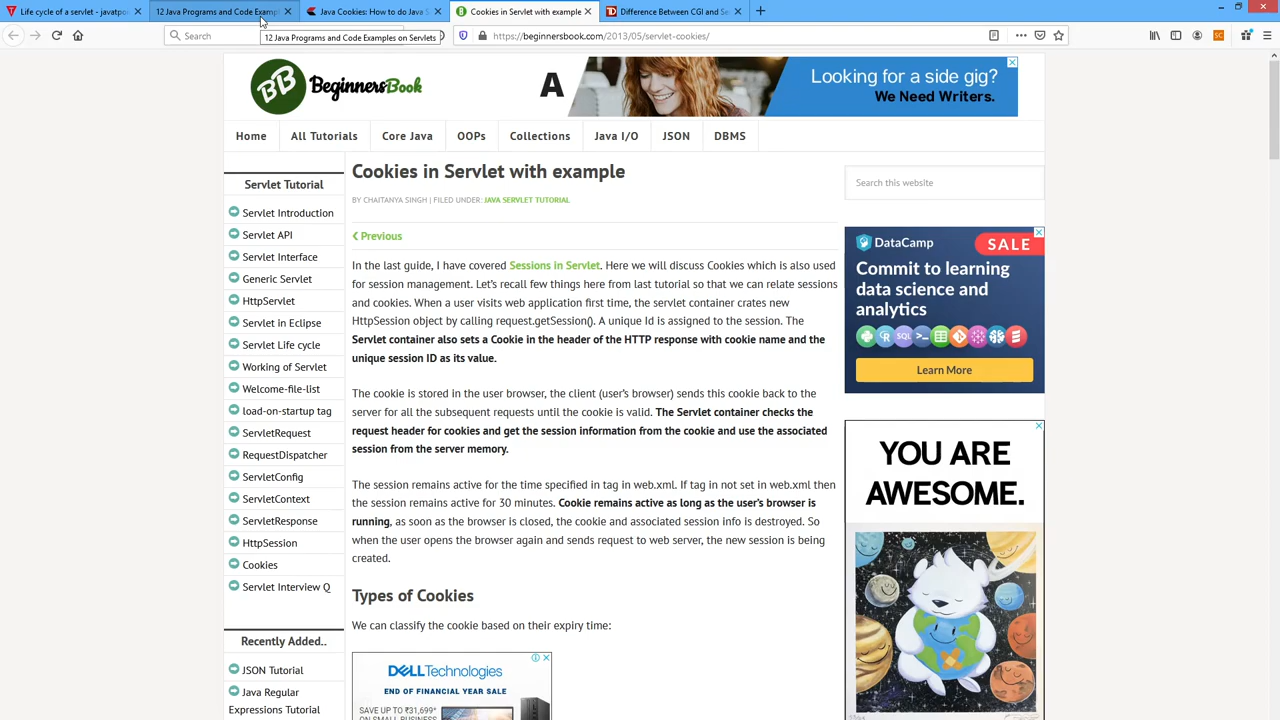 Life cycle of a servlet - javatpoi
12 Java Programs and Code Exampl
Java Cookies: How to do Java S
Cookies in Servlet with example
Difference Between CGI and Se
Search
12 Java Programs and Code Examples on Servlets
https://beginnersbook.com/2013/05/servlet-cookies/
BB BeginnersBook
A
Looking for a side gig?
We Need Writers.
Home
All Tutorials
Core Java
OOPs
Collections
Java I/O
JSON
DBMS
Servlet Tutorial
Servlet Introduction
Servlet API
Servlet Interface
Generic Servlet
HttpServlet
Servlet in Eclipse
Servlet Life cycle
Working of Servlet
Welcome-file-list
load-on-startup tag
ServletRequest
RequestDispatcher
ServletConfig
ServletContext
ServletResponse
HttpSession
Cookies
Servlet Interview Q
Recently Added..
JSON Tutorial
Java Regular
Expressions Tutorial
Cookies in Servlet with example
BY CHAITANYA SINGH | FILED UNDER: JAVA SERVLET TUTORIAL
Previous
In the last guide, I have covered Sessions in Servlet. Here we will discuss Cookies which is also used
for session management. Let's recall few things here from last tutorial so that we can relate sessions
and cookies. When a user visits web application first time, the servlet container crates new
HttpSession object by calling request.getSession(). A unique Id is assigned to the session. The
Servlet container also sets a Cookie in the header of the HTTP response with cookie name and the
unique session ID as its value.
The cookie is stored in the user browser, the client (user's browser) sends this cookie back to the
server for all the subsequent requests until the cookie is valid. The Servlet container checks the
request header for cookies and get the session information from the cookie and use the associated
session from the server memory.
The session remains active for the time specified in tag in web.xml. If tag in not set in web.xml then
the session remains active for 30 minutes. Cookie remains active as long as the user's browser is
running, as soon as the browser is closed, the cookie and associated session info is destroyed. So
when the user opens the browser again and sends request to web server, the new session is being
created.
Types of Cookies
We can classify the cookie based on their expiry time:
DELLTechnologies
END OF FINANCIAL YEAR SALE
SAVE UP TO ₹31,699*
Search this website
DataCamp
SALE
Commit to learning
data science and
analytics
R
SQL
Learn More
YOU ARE
AWESOME.